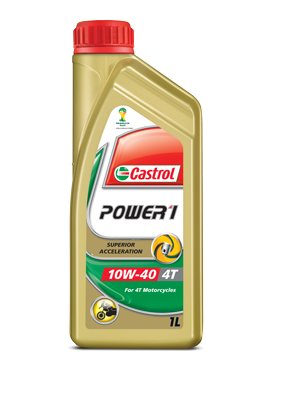 Castrol
POWER1
SUPERIOR
ACCELERATION
10W-40 4T
For 4T Motorcycles
1L